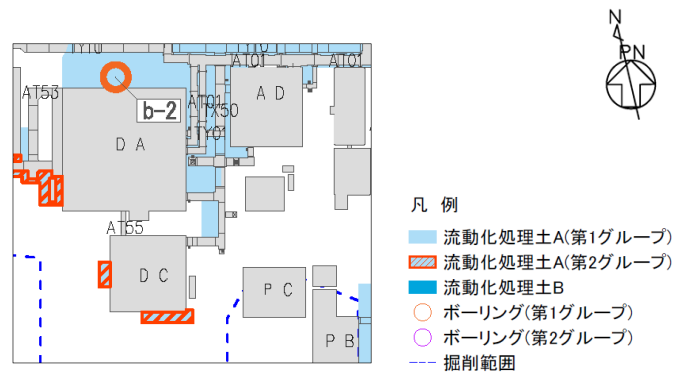 N
PN
TY0
AT01
AT01
AT53
b-2
AT01
TX50
TY01
A D
D A
AT55
D C
P C
P B
凡 例
流動化処理土A(第1グループ)
流動化処理土A(第2グループ)
流動化処理土B
ボーリング(第1グループ)
ボーリング(第2グループ)
掘削範囲